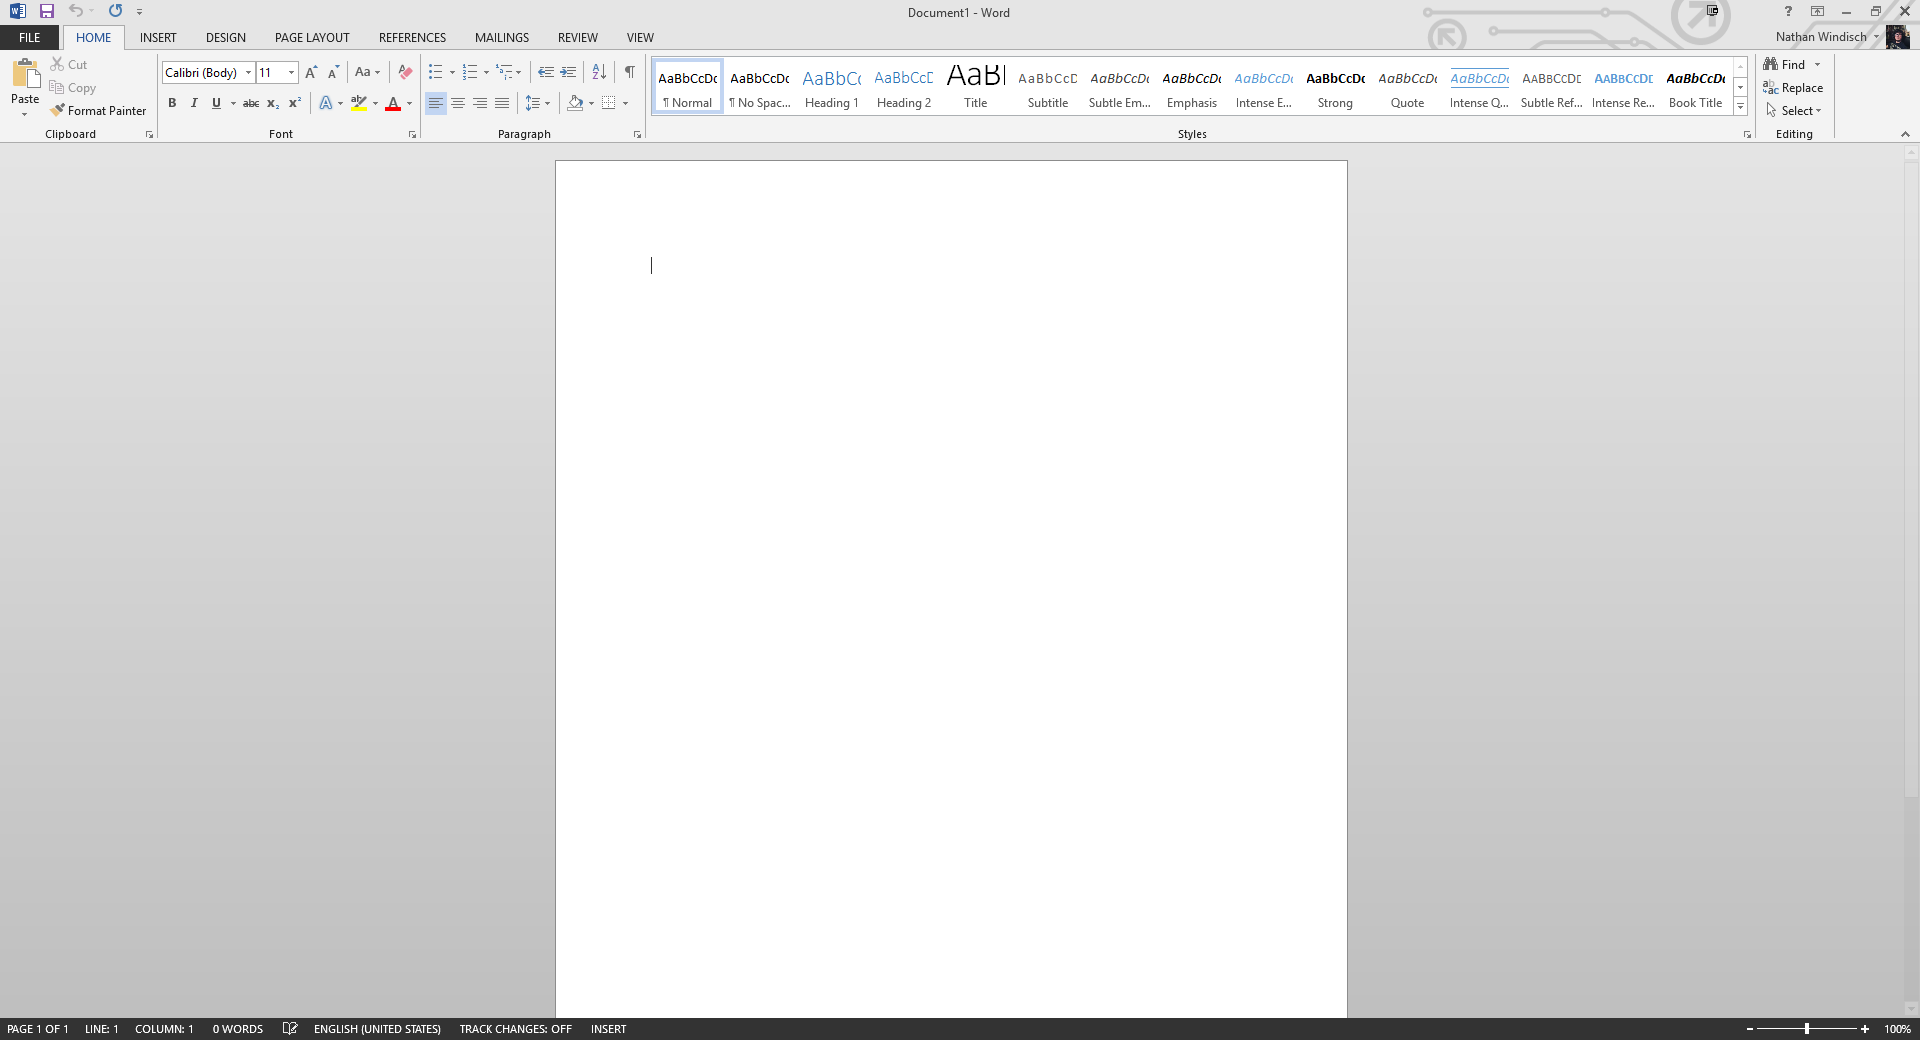 Document1 - Word
FILE HOME INSERT DESIGN PAGE LAYOUT REFERENCES MAILINGS REVIEW VIEW
Nathan Windisch
Paste
Cut
Copy
Format Painter
Clipboard
Calibri (Body) 11
Aa
B I U abc X₂ X² A ab A
Font
Paragraph
AaBbCcDc AaBbCcDc AaBbCc AaBbCcD AaB AaBbCcD AaBbCcDc AaBbCcDc AaBbCcDc AaBbCcDc AaBbCcDc AaBbCcDc AABBCCDE AABBCCDE AaBbCcDc
¶ Normal ¶ No Spac... Heading 1 Heading 2 Title Subtitle Subtle Em... Emphasis Intense E... Strong Quote Intense Q... Subtle Ref... Intense Re... Book Title
Styles
Find
Replace
Select
Editing
PAGE 1 OF 1 LINE: 1 COLUMN: 1 0 WORDS ENGLISH (UNITED STATES) TRACK CHANGES: OFF INSERT 100%